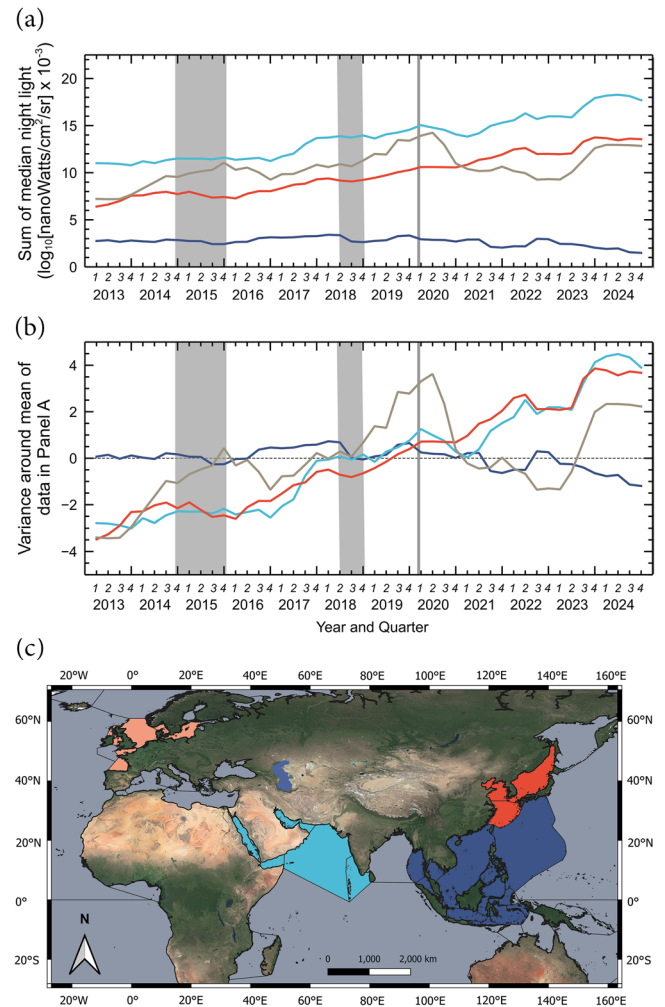 (a)
Sum of median night light
(log10[nanoWatts/cm2/sr] x 10-3)
20
15
10
5
0
1 2 3 4 1 2 3 4 1 2 3 4 1 2 3 4 1 2 3 4 1 2 3 4 1 2 3 4 1 2 3 4 1 2 3 4 1 2 3 4 1 2 3 4 1 2 3 4
2013 2014 2015 2016 2017 2018 2019 2020 2021 2022 2023 2024
(b)
Variance around mean of
data in Panel A
4
2
0
−2
−4
1 2 3 4 1 2 3 4 1 2 3 4 1 2 3 4 1 2 3 4 1 2 3 4 1 2 3 4 1 2 3 4 1 2 3 4 1 2 3 4 1 2 3 4 1 2 3 4
2013 2014 2015 2016 2017 2018 2019 2020 2021 2022 2023 2024
Year and Quarter
(c)
20°W 0° 20°E 40°E 60°E 80°E 100°E 120°E 140°E 160°E
60°N 60°N
40°N 40°N
20°N 20°N
0° 0°
N
0 1,000 2,000 km
20°S 20°S
20°W 0° 20°E 40°E 60°E 80°E 100°E 120°E 140°E 160°E